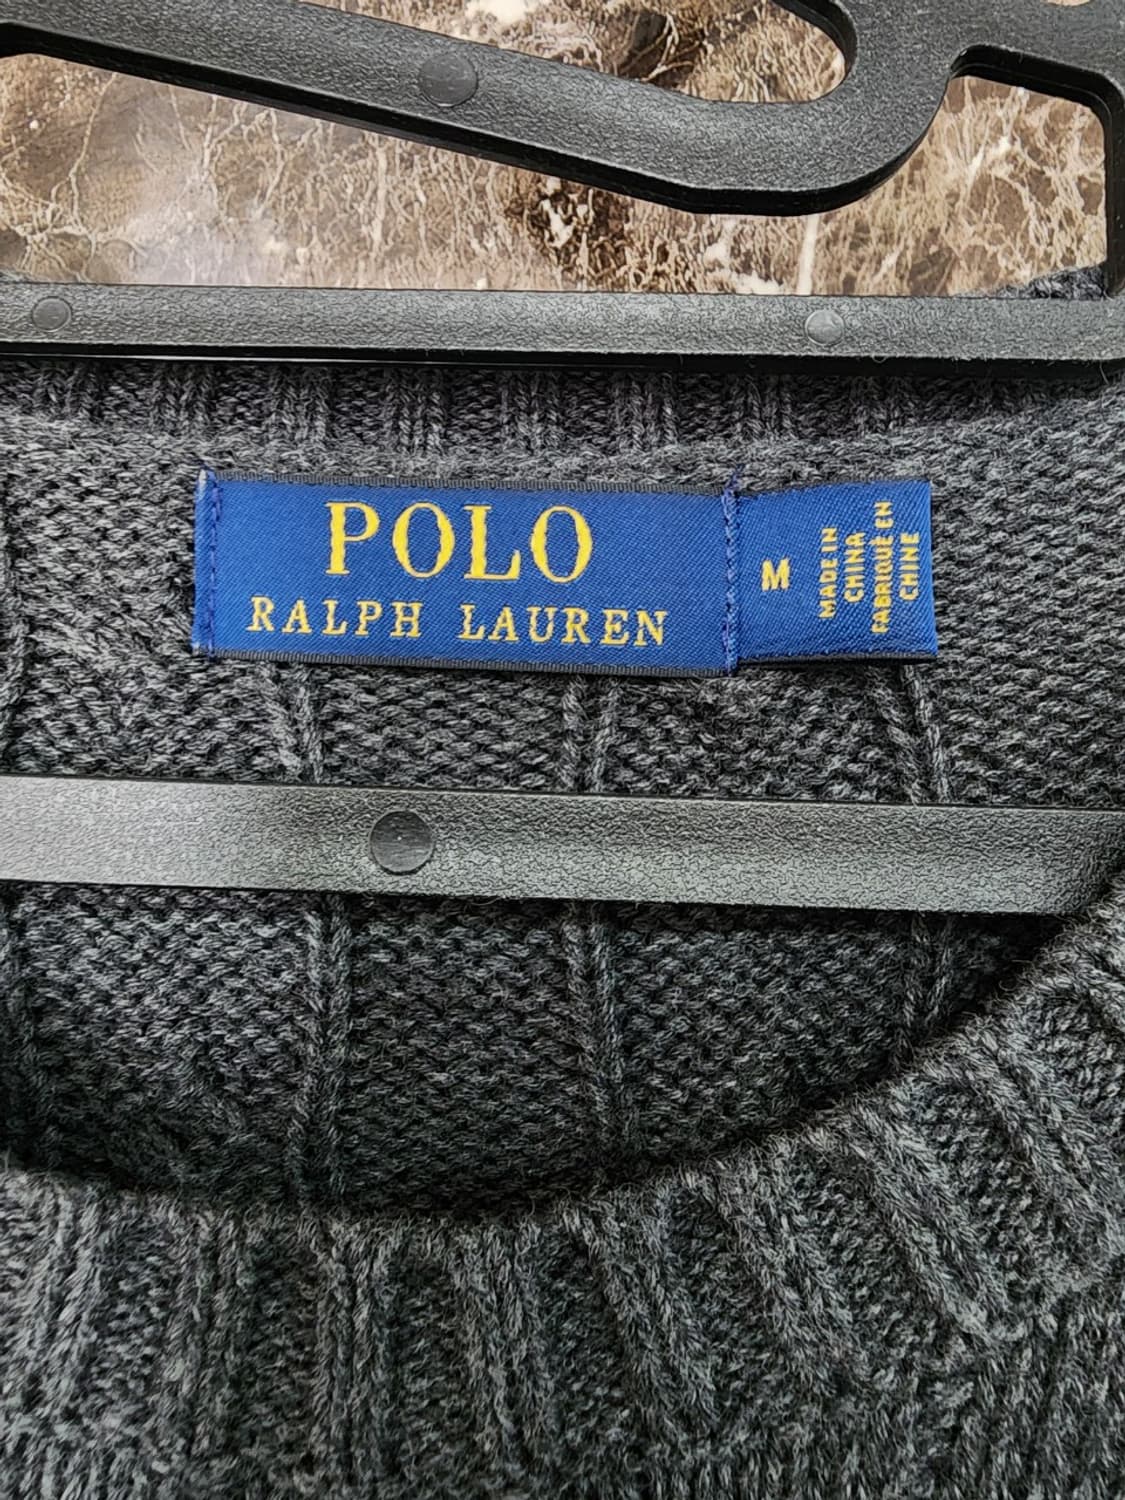 POLO
RALPH LAUREN
M
MADE IN
CHINA
FABRIQUÉ EN
CHINE